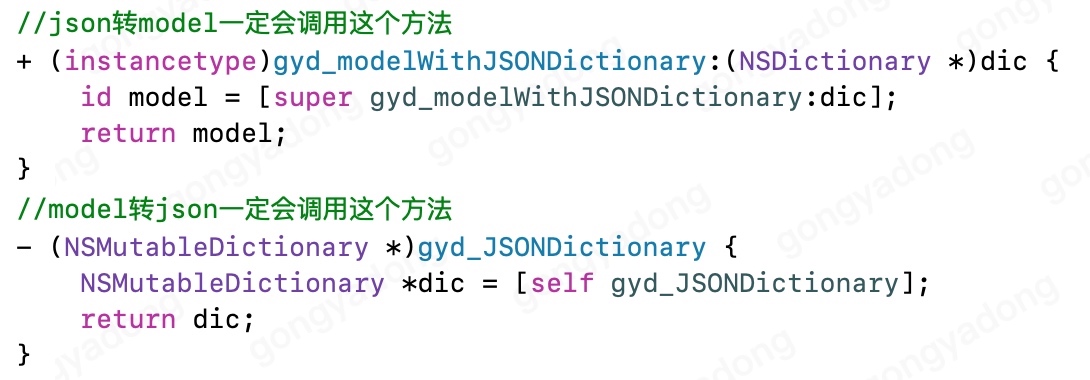 //json转model一定会调用这个方法
+ (instancetype)gyd_modelWithJSONDictionary:(NSDictionary *)dic {
    id model = [super gyd_modelWithJSONDictionary:dic];
    return model;
}
//model转json一定会调用这个方法
- (NSMutableDictionary *)gyd_JSONDictionary {
    NSMutableDictionary *dic = [self gyd_JSONDictionary];
    return dic;
}
gongyadong